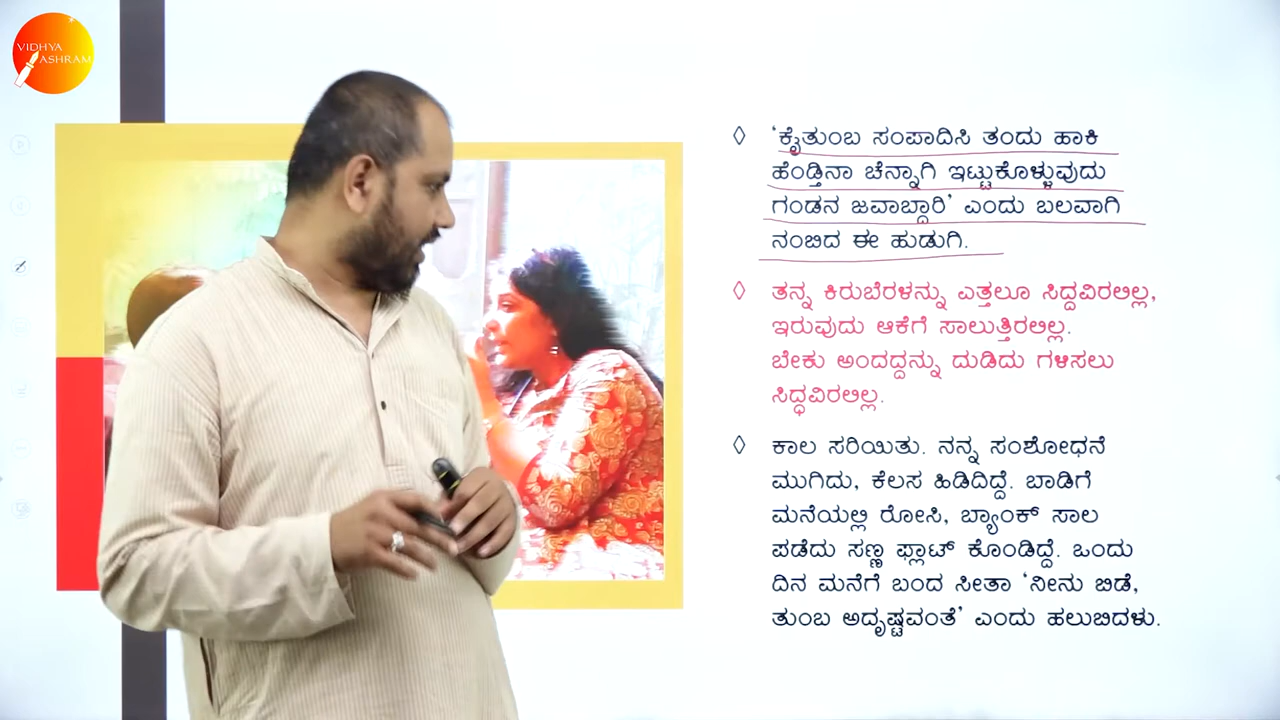 VIDHYA
ASHRAM
'ಕೈತುಂಬ ಸಂಪಾದಿಸಿ ತಂದು ಹಾಕಿ
ಹೆಂಡ್ತಿನಾ ಚೆನ್ನಾಗಿ ಇಟ್ಟುಕೊಳ್ಳುವುದು
ಗಂಡನ ಜವಾಬ್ದಾರಿ' ಎಂದು ಬಲವಾಗಿ
ನಂಬಿದ ಈ ಹುಡುಗಿ.
ತನ್ನ ಕಿರುಬೆರಳನ್ನು ಎತ್ತಲೂ ಸಿದ್ದವಿರಲಿಲ್ಲ,
ಇರುವುದು ಆಕೆಗೆ ಸಾಲುತ್ತಿರಲಿಲ್ಲ.
ಬೇಕು ಅಂದದ್ದನ್ನು ದುಡಿದು ಗಳಿಸಲು
ಸಿದ್ಧವಿರಲಿಲ್ಲ.
ಕಾಲ ಸರಿಯಿತು. ನನ್ನ ಸಂಶೋಧನೆ
ಮುಗಿದು, ಕೆಲಸ ಹಿಡಿದಿದ್ದೆ. ಬಾಡಿಗೆ
ಮನೆಯಲ್ಲಿ ರೋಸಿ, ಬ್ಯಾಂಕ್ ಸಾಲ
ಪಡೆದು ಸಣ್ಣ ಫ್ಲಾಟ್ ಕೊಂಡಿದ್ದೆ. ಒಂದು
ದಿನ ಮನೆಗೆ ಬಂದ ಸೀತಾ 'ನೀನು ಬಿಡೆ,
ತುಂಬ ಅದೃಷ್ಟವಂತೆ' ಎಂದು ಹಲುಬಿದಳು.